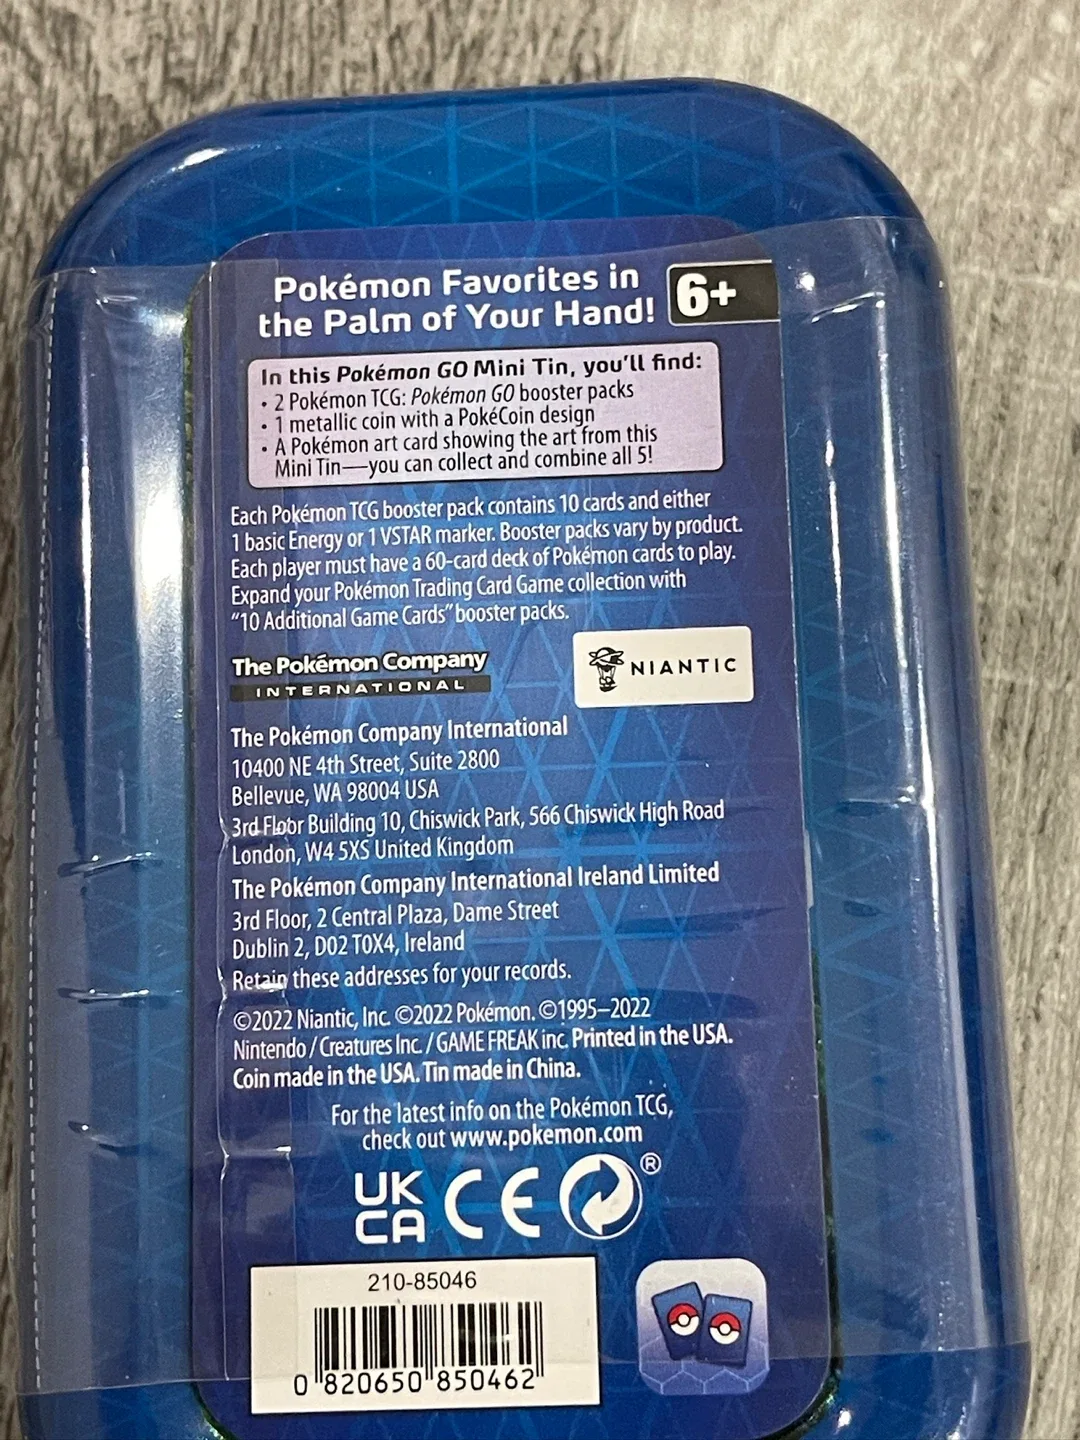 Pokémon Favorites in
the Palm of Your Hand!
6+
In this Pokémon GO Mini Tin, you'll find:
• 2 Pokémon TCG: Pokémon GO booster packs
• 1 metallic coin with a PokéCoin design
• A Pokémon art card showing the art from this
Mini Tin—you can collect and combine all 5!
Each Pokémon TCG booster pack contains 10 cards and either
1 basic Energy or 1 VSTAR marker. Booster packs vary by product.
Each player must have a 60-card deck of Pokémon cards to play.
Expand your Pokémon Trading Card Game collection with
"10 Additional Game Cards" booster packs.
The Pokémon Company
INTERNATIONAL
NIANTIC
The Pokémon Company International
10400 NE 4th Street, Suite 2800
Bellevue, WA 98004 USA
3rd Floor Building 10, Chiswick Park, 566 Chiswick High Road
London, W4 5XS United Kingdom
The Pokémon Company International Ireland Limited
3rd Floor, 2 Central Plaza, Dame Street
Dublin 2, D02 T0X4, Ireland
Retain these addresses for your records.
©2022 Niantic, Inc. ©2022 Pokémon. ©1995–2022
Nintendo / Creatures Inc. / GAME FREAK inc. Printed in the USA.
Coin made in the USA. Tin made in China.
For the latest info on the Pokémon TCG,
check out www.pokemon.com
UK
CA
CE
®
210-85046
0 820650 850462